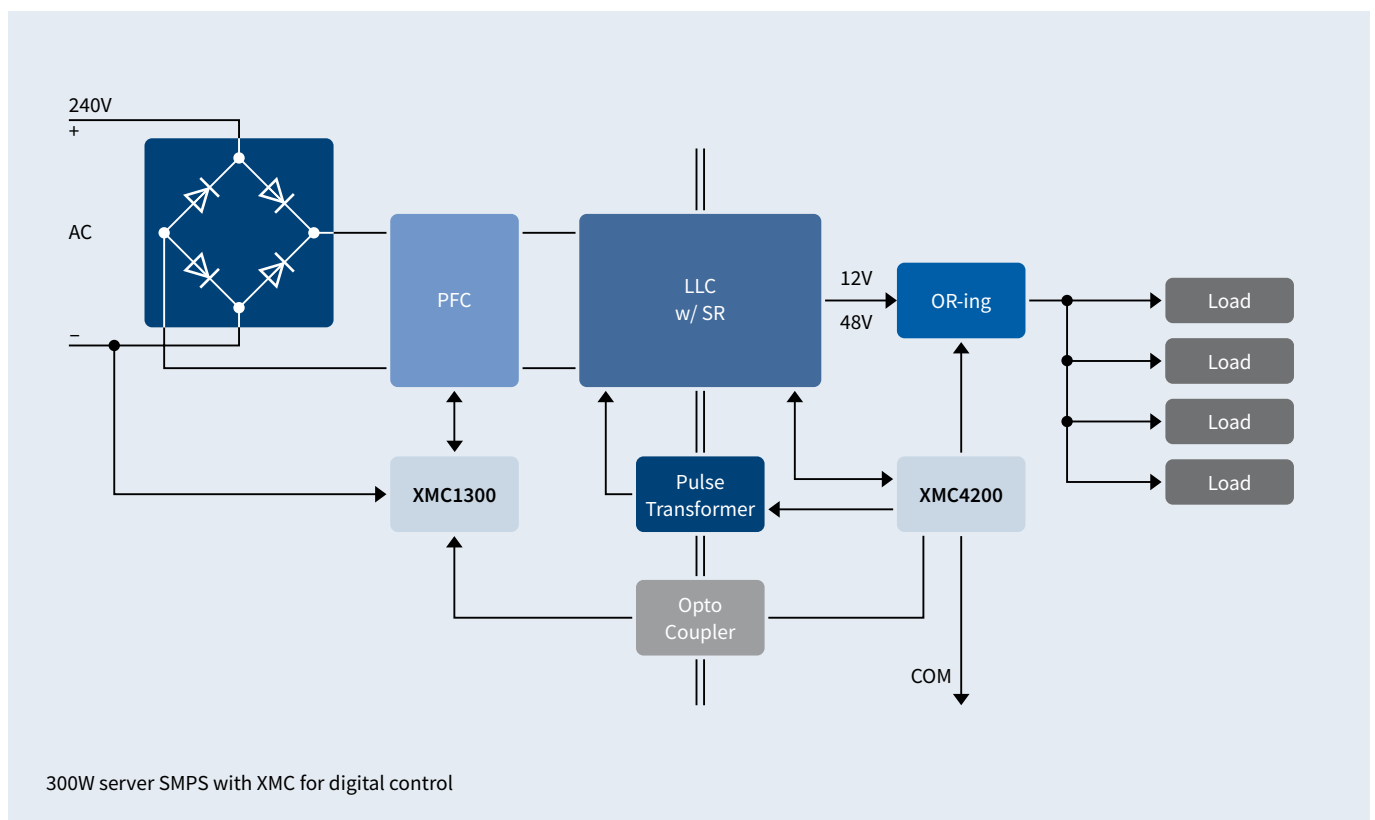 240V
+
AC
–
PFC
LLC
w/ SR
12V
48V
OR-ing
Load
Load
Load
Load
XMC1300
Pulse
Transformer
XMC4200
Opto
Coupler
COM
300W server SMPS with XMC for digital control